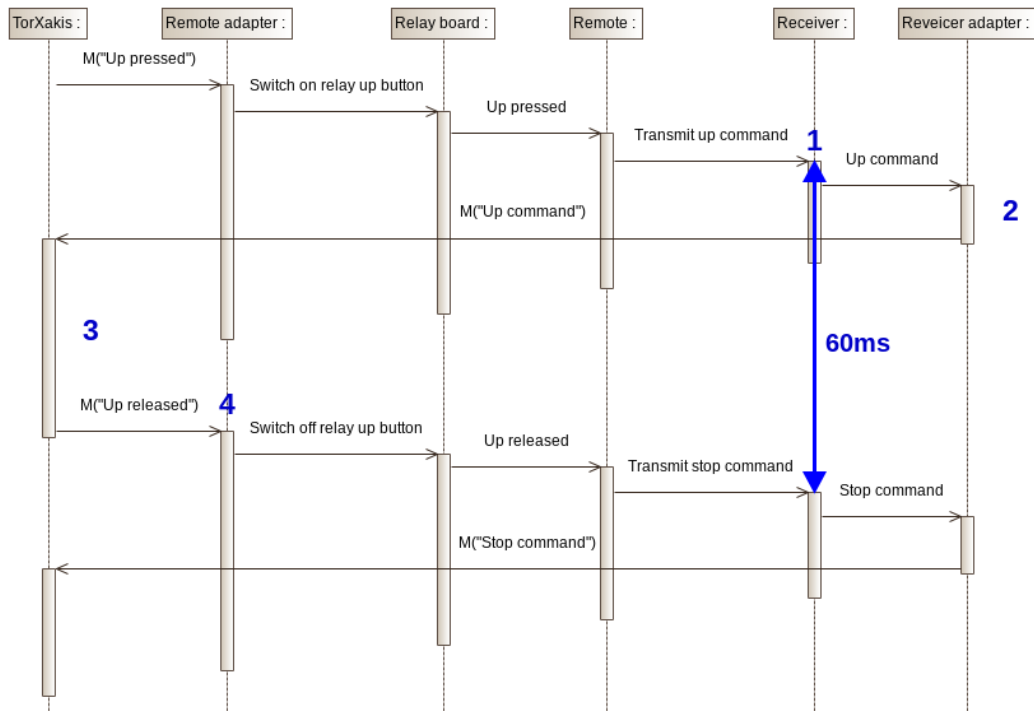 TorXakis :
Remote adapter :
Relay board :
Remote :
Receiver :
Reveicer adapter :
M("Up pressed")
Switch on relay up button
Up pressed
Transmit up command
1
Up command
M("Up command")
2
3
60ms
M("Up released")
4
Switch off relay up button
Up released
Transmit stop command
Stop command
M("Stop command")